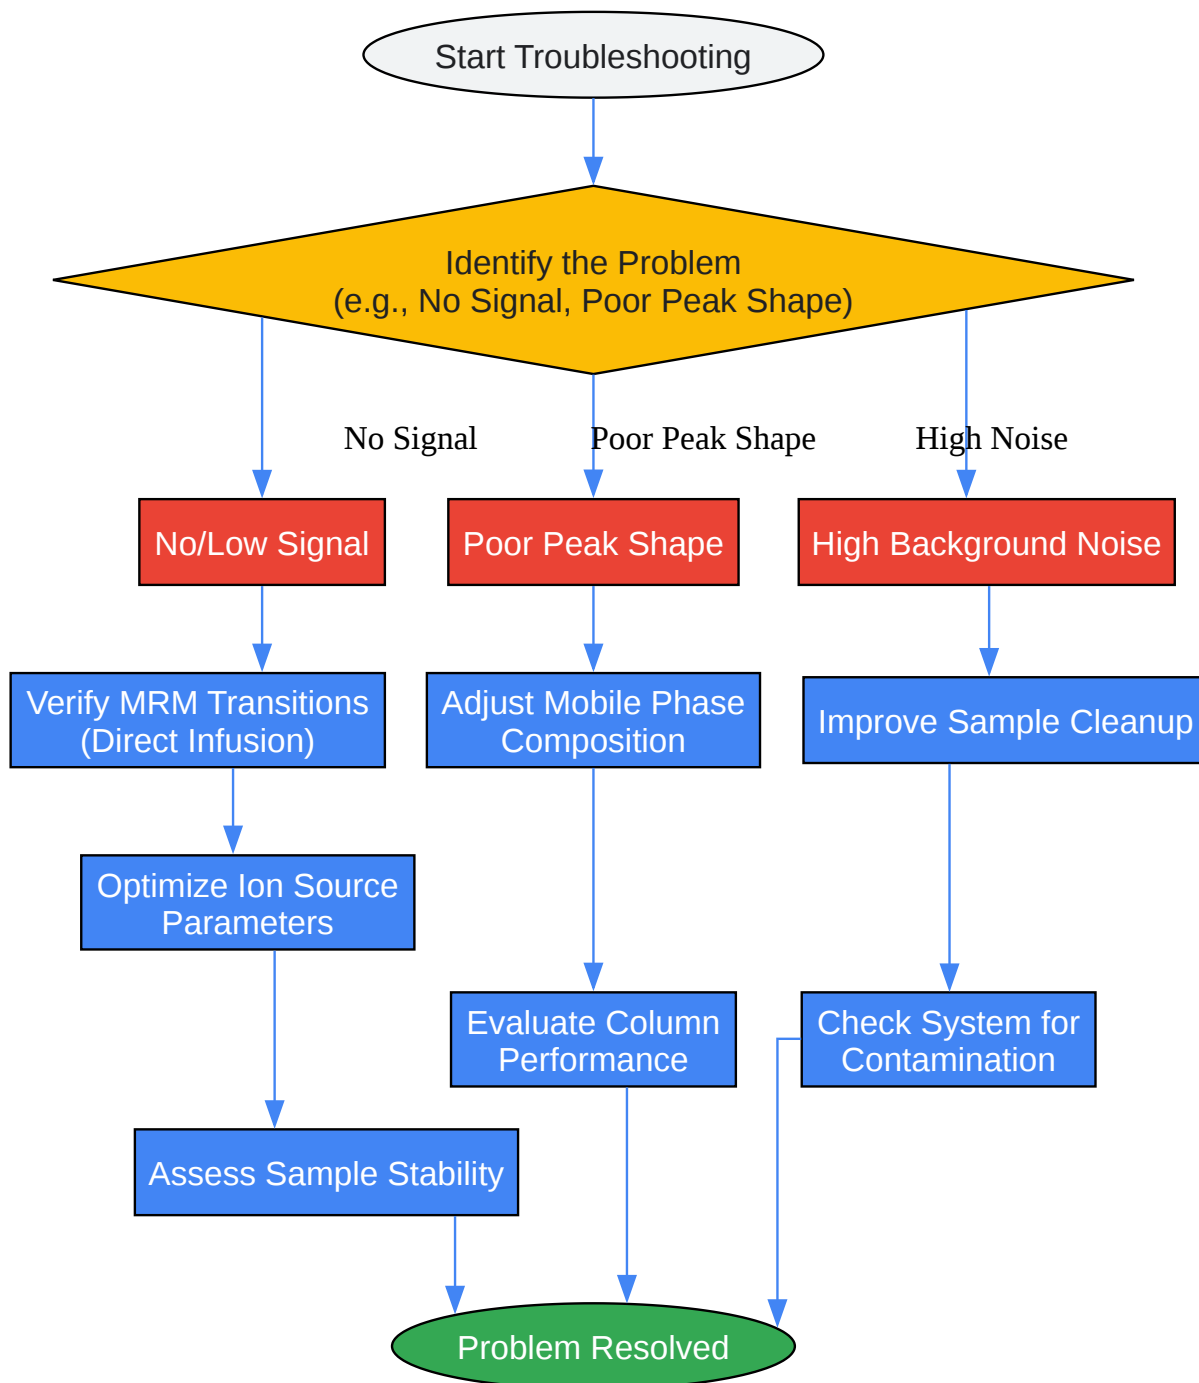 Start Troubleshooting
Identify the Problem
(e.g., No Signal, Poor Peak Shape)
No Signal
Poor Peak Shape
High Noise
No/Low Signal
Poor Peak Shape
High Background Noise
Verify MRM Transitions
(Direct Infusion)
Adjust Mobile Phase
Composition
Improve Sample Cleanup
Optimize Ion Source
Parameters
Evaluate Column
Performance
Check System for
Contamination
Assess Sample Stability
Problem Resolved